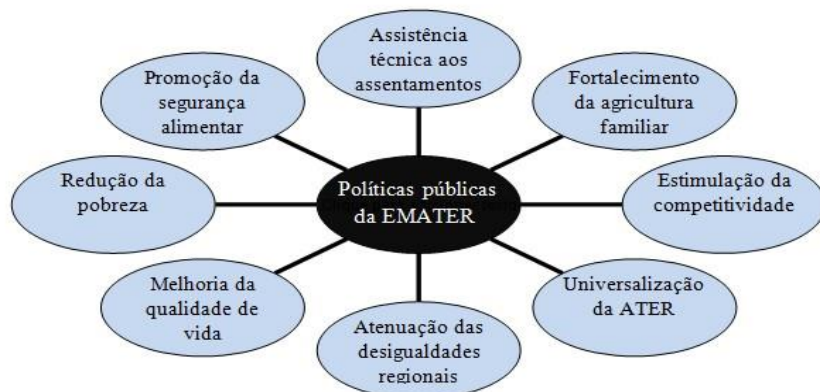 Assistência
técnica aos
assentamentos
Promoção da
segurança
alimentar
Fortalecimento
da agricultura
familiar
Redução da
pobreza
Políticas públicas
da EMATER
Estimulação da
competitividade
Melhoria da
qualidade de
vida
Universalização
da ATER
Atenuação das
desigualdades
regionais